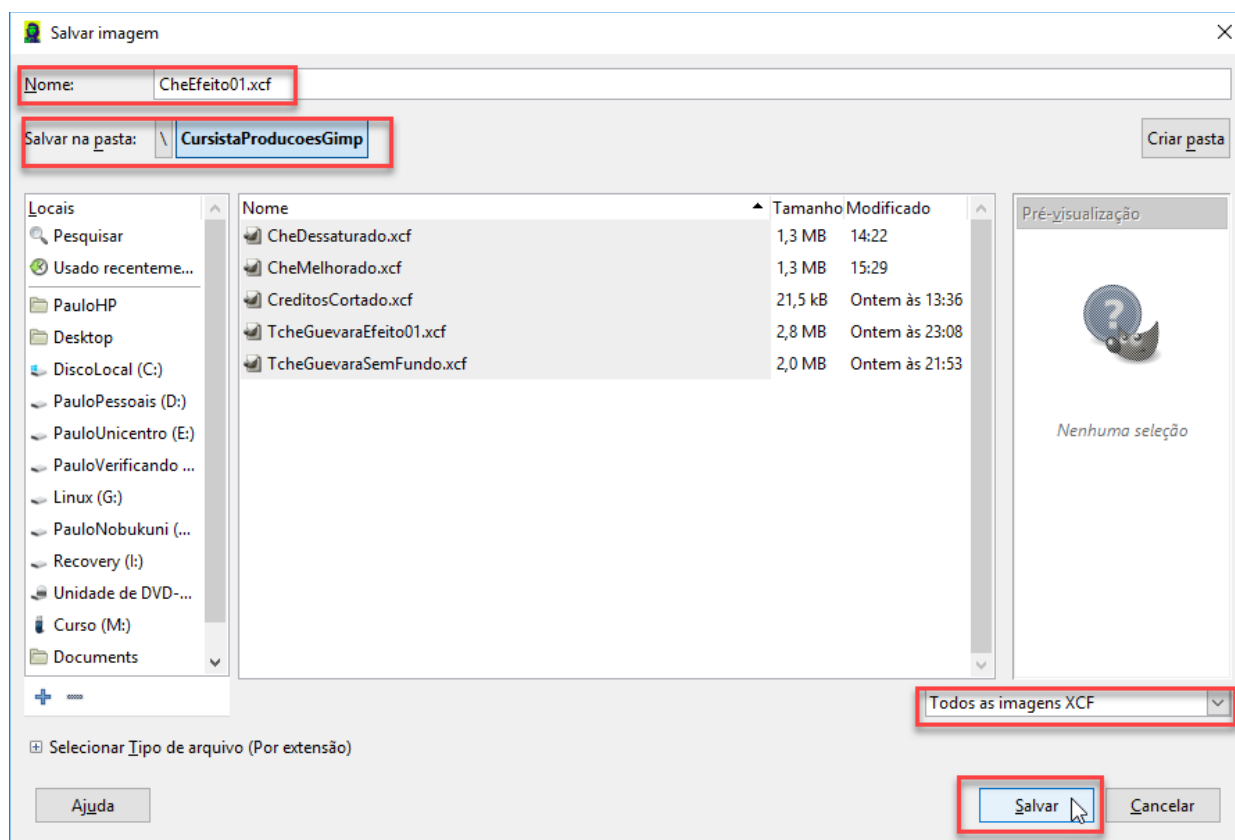 Salvar imagem
Nome: CheEfeito01.xcf
Salvar na pasta: \ CursistaProducoesGimp Criar pasta
Locais
Pesquisar
Usado recenteme...
PauloHP
Desktop
DiscoLocal (C:)
PauloPessoais (D:)
PauloUnicentro (E:)
PauloVerificando ...
Linux (G:)
PauloNobukuni (...
Recovery (I:)
Unidade de DVD-...
Curso (M:)
Documents
Nome Tamanho Modificado
CheDessaturado.xcf 1,3 MB 14:22
CheMelhorado.xcf 1,3 MB 15:29
CreditosCortado.xcf 21,5 kB Ontem às 13:36
TcheGuevaraEfeito01.xcf 2,8 MB Ontem às 23:08
TcheGuevaraSemFundo.xcf 2,0 MB Ontem às 21:53
Pré-visualização
?
Nenhuma seleção
Todos as imagens XCF
Selecionar Tipo de arquivo (Por extensão)
Ajuda Salvar Cancelar